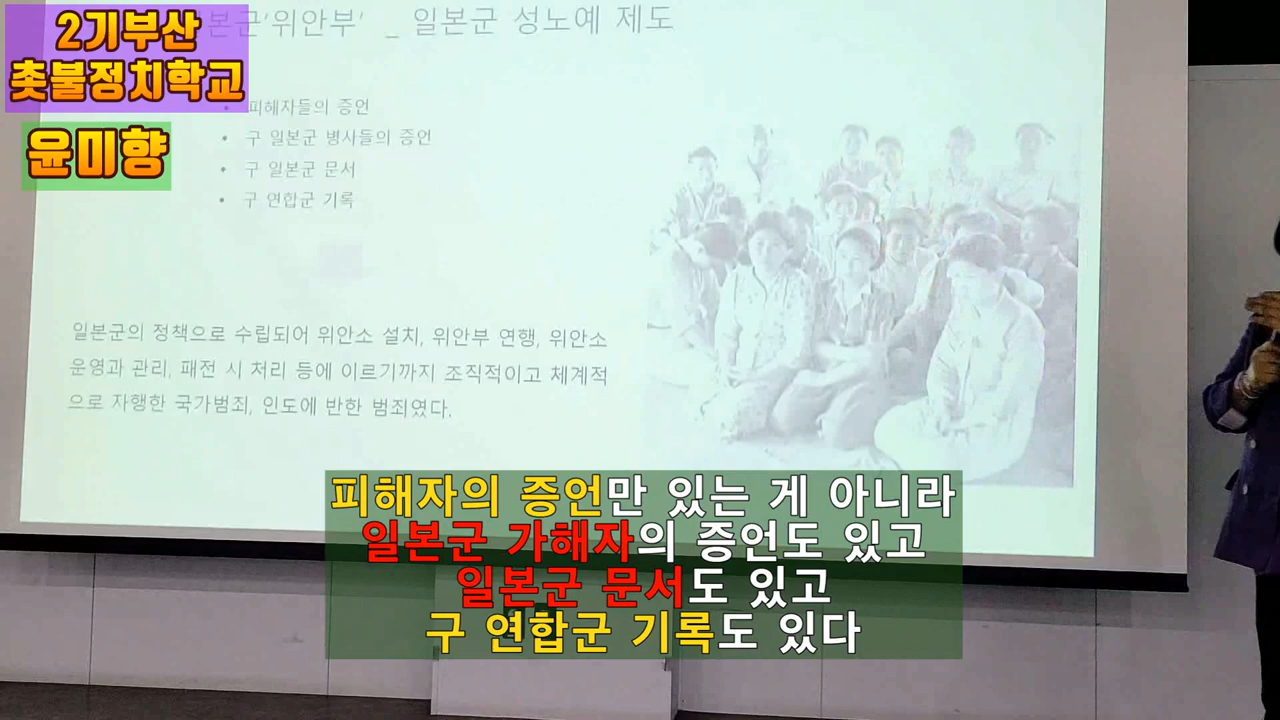 2기부산
촛불정치학교
윤미향
일본군'위안부' _ 일본군 성노예 제도
• 피해자들의 증언
• 구 일본군 병사들의 증언
• 구 일본군 문서
• 구 연합군 기록
일본군의 정책으로 수립되어 위안소 설치, 위안부 연행, 위안소
운영과 관리, 패전 시 처리 등에 이르기까지 조직적이고 체계적
으로 자행한 국가범죄, 인도에 반한 범죄였다.
피해자의 증언만 있는 게 아니라
일본군 가해자의 증언도 있고
일본군 문서도 있고
구 연합군 기록도 있다